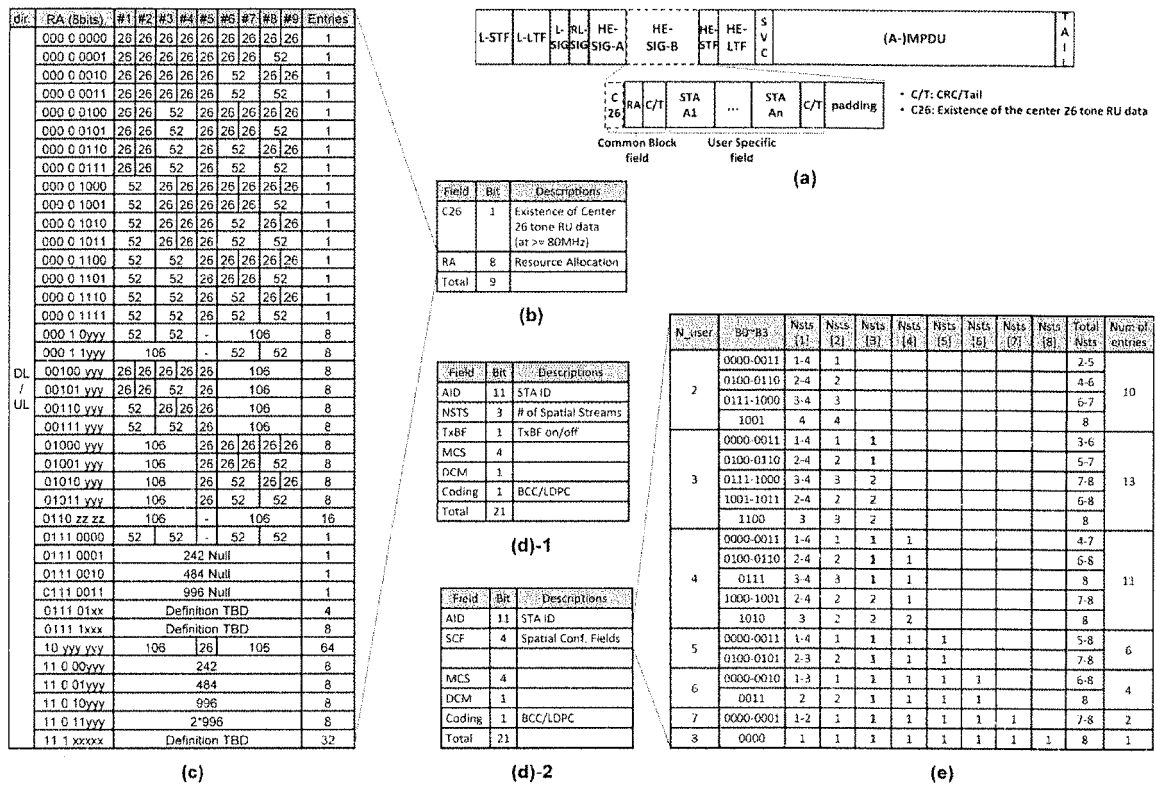 dir. RA (8bits) #1 #2 #3 #4 #5 #6 #7 #8 #9 Entries
000 0 0000 26 26 26 26 26 26 26 26 26 1
000 0 0001 26 26 26 26 26 26 26 52 1
000 0 0010 26 26 26 26 26 52 26 26 1
000 0 0011 26 26 26 26 26 52 52 1
000 0 0100 26 26 52 26 26 26 26 26 1
000 0 0101 26 26 52 26 26 26 52 1
000 0 0110 26 26 52 26 52 26 26 1
000 0 0111 26 26 52 26 52 52 1
000 0 1000 52 26 26 26 26 26 26 26 1
000 0 1001 52 26 26 26 26 26 52 1
000 0 1010 52 26 26 26 52 26 26 1
000 0 1011 52 26 26 26 52 52 1
000 0 1100 52 52 26 26 26 26 26 1
000 0 1101 52 52 26 26 26 52 1
000 0 1110 52 52 26 52 26 26 1
000 0 1111 52 52 26 52 52 1
000 1 0yyy 52 52 - 106 8
000 1 1yyy 106 - 52 52 8
DL / UL
00100 yyy 26 26 26 26 26 106 8
00101 yyy 26 26 52 26 106 8
00110 yyy 52 26 26 26 106 8
00111 yyy 52 52 26 106 8
01000 yyy 106 26 26 26 26 26 8
01001 yyy 106 26 26 26 52 8
01010 yyy 106 26 52 26 26 8
01011 yyy 106 26 52 52 8
0110 zz zz 106 - 106 16
0111 0000 52 52 - 52 52 1
0111 0001 242 Null 1
0111 0010 484 Null 1
0111 0011 996 Null 1
0111 01xx Definition TBD 4
0111 1xxx Definition TBD 8
10 yyy yyy 106 26 106 64
11 0 00yyy 242 8
11 0 01yyy 484 8
11 0 10yyy 996 8
11 0 11yyy 2*996 8
11 1 xxxxx Definition TBD 32
(c)
L-STF L-LTF L-SIG RL-SIG HE-SIG-A HE-SIG-B HE-STF HE-LTF SVC (A-)MPDU TAIL
C26 RA C/T STA A1 ... STA An C/T padding
• C/T: CRC/Tail
• C26: Existence of the center 26 tone RU data
Common Block field
User Specific field
(a)
Field Bit Descriptions
C26 1 Existence of Center
26 tone RU data
(at >= 80MHz)
RA 8 Resource Allocation
Total 9
(b)
Field Bit Descriptions
AID 11 STA ID
NSTS 3 # of Spatial Streams
TxBF 1 TxBF on/off
MCS 4
DCM 1
Coding 1 BCC/LDPC
Total 21
(d)-1
Field Bit Descriptions
AID 11 STA ID
SCF 4 Spatial Conf. Fields
MCS 4
DCM 1
Coding 1 BCC/LDPC
Total 21
(d)-2
N_user B0~B3 Nsts [1] Nsts [2] Nsts [3] Nsts [4] Nsts [5] Nsts [6] Nsts [7] Nsts [8] Total Nsts Num of entries
2 0000-0011 1-4 1 2-5 10
0100-0110 2-4 2 4-6
0111-1000 3-4 3 6-7
1001 4 4 8
3 0000-0011 1-4 1 1 3-6 13
0100-0110 2-4 2 1 5-7
0111-1000 3-4 3 1 7-8
1001-1011 2-4 2 2 6-8
1100 3 3 2 8
4 0000-0011 1-4 1 1 1 4-7 11
0100-0110 2-4 2 1 1 6-8
0111 3-4 3 1 1 8
1000-1001 2-4 2 2 1 7-8
1010 3 2 2 2 8
5 0000-0011 1-4 1 1 1 1 5-8 6
0100-0101 2-3 2 1 1 1 7-8
6 0000-0010 1-3 1 1 1 1 1 6-8 4
0011 2 2 1 1 1 1 8
7 0000-0001 1-2 1 1 1 1 1 1 7-8 2
3 0000 1 1 1 1 1 1 1 1 8 1
(e)